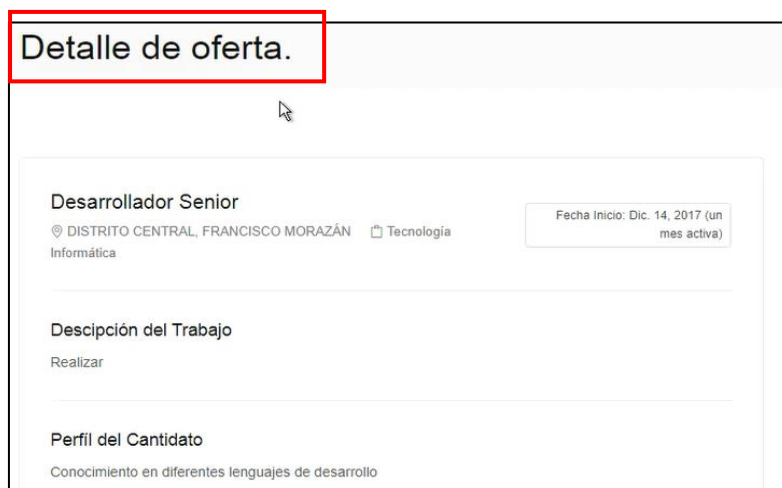 Detalle de oferta.
Desarrollador Senior
DISTRITO CENTRAL, FRANCISCO MORAZÁN Tecnología
Informática
Fecha Inicio: Dic. 14, 2017 (un
mes activa)
Descipción del Trabajo
Realizar
Perfíl del Cantidato
Conocimiento en diferentes lenguajes de desarrollo